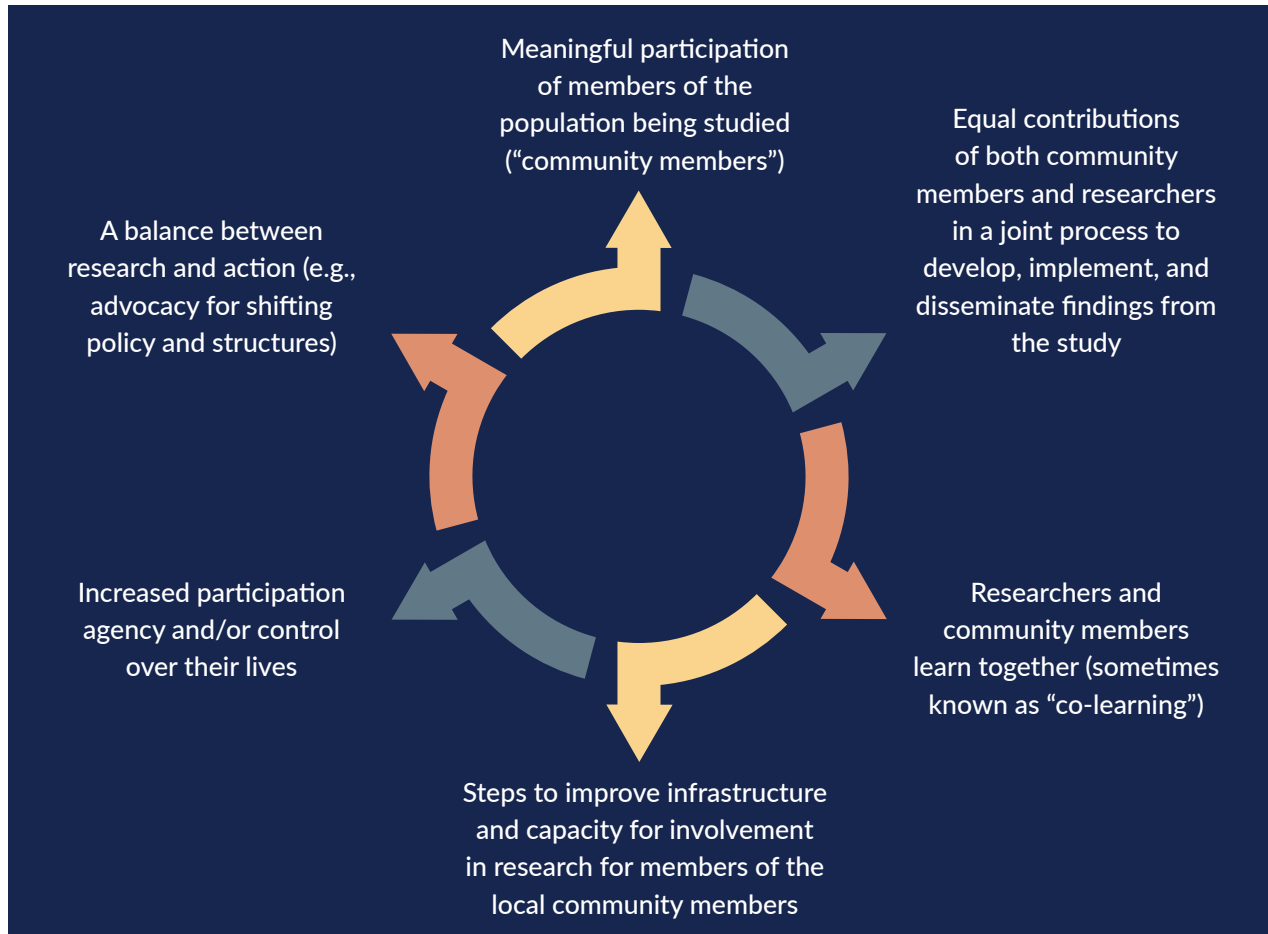 Meaningful participation
of members of the
population being studied
(“community members”)
Equal contributions
of both community
members and researchers
in a joint process to
develop, implement, and
disseminate findings from
the study
Researchers and
community members
learn together (sometimes
known as “co-learning”)
Steps to improve infrastructure
and capacity for involvement
in research for members of the
local community members
Increased participation
agency and/or control
over their lives
A balance between
research and action (e.g.,
advocacy for shifting
policy and structures)